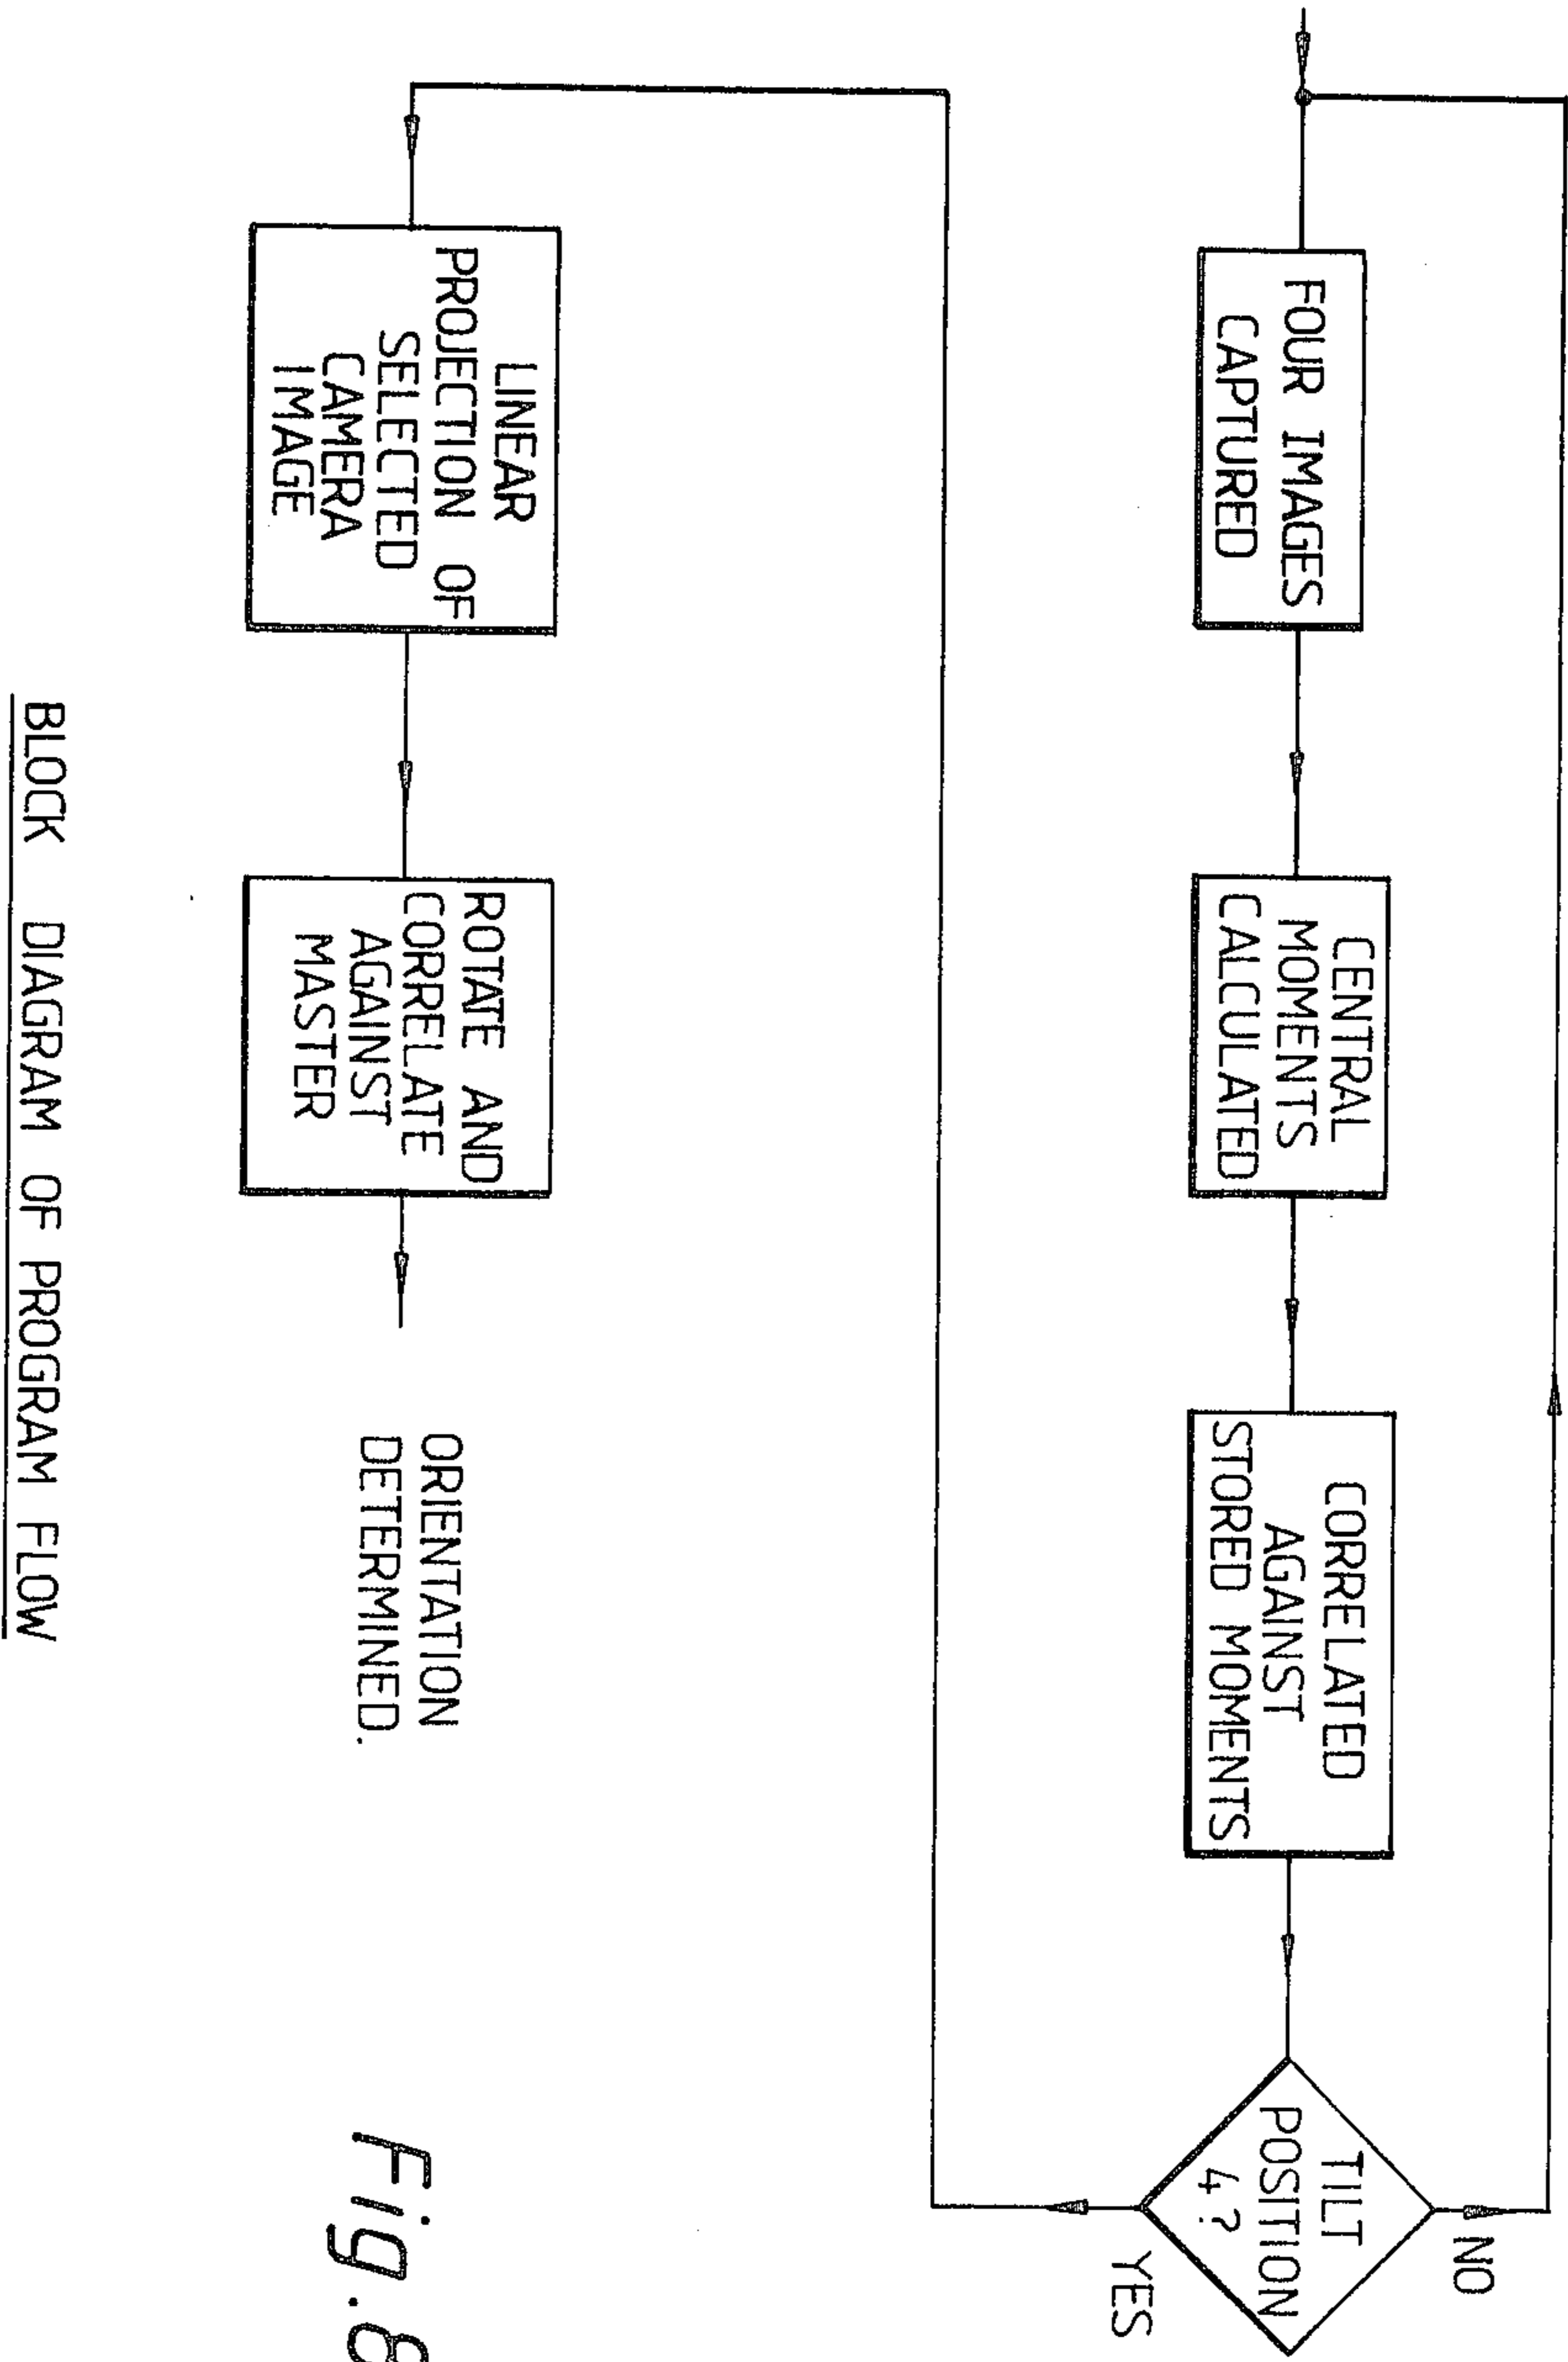 FOUR IMAGES
CAPTURED
CENTRAL
MOMENTS
CALCULATED
CORRELATED
AGAINST
STORED MOMENTS
TILT
POSITION
4?
NO
YES
LINEAR
PROJECTION OF
SELECTED
CAMERA
IMAGE
ROTATE AND
CORRELATE
AGAINST
MASTER
ORIENTATION
DETERMINED.
BLOCK DIAGRAM OF PROGRAM FLOW
Fig.8